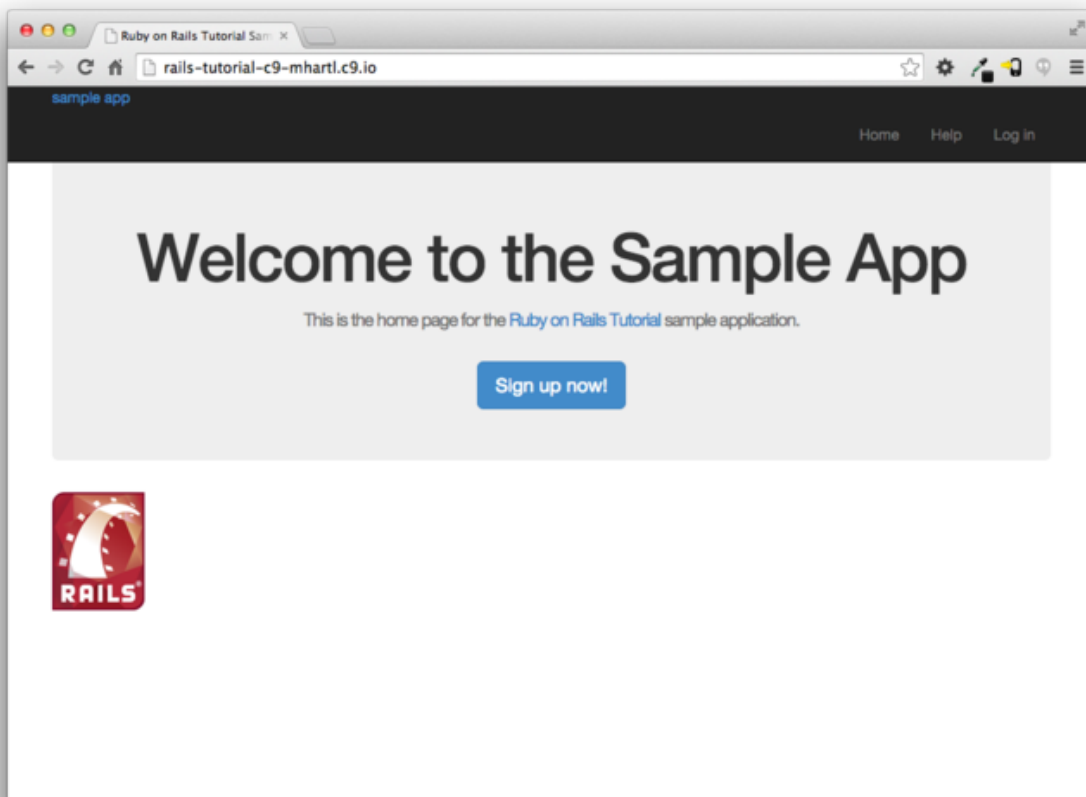 Ruby on Rails Tutorial Sam
rails-tutorial-c9-mhartl.c9.io
sample app
Home Help Log in
Welcome to the Sample App
This is the home page for the Ruby on Rails Tutorial sample application.
Sign up now!
RAILS